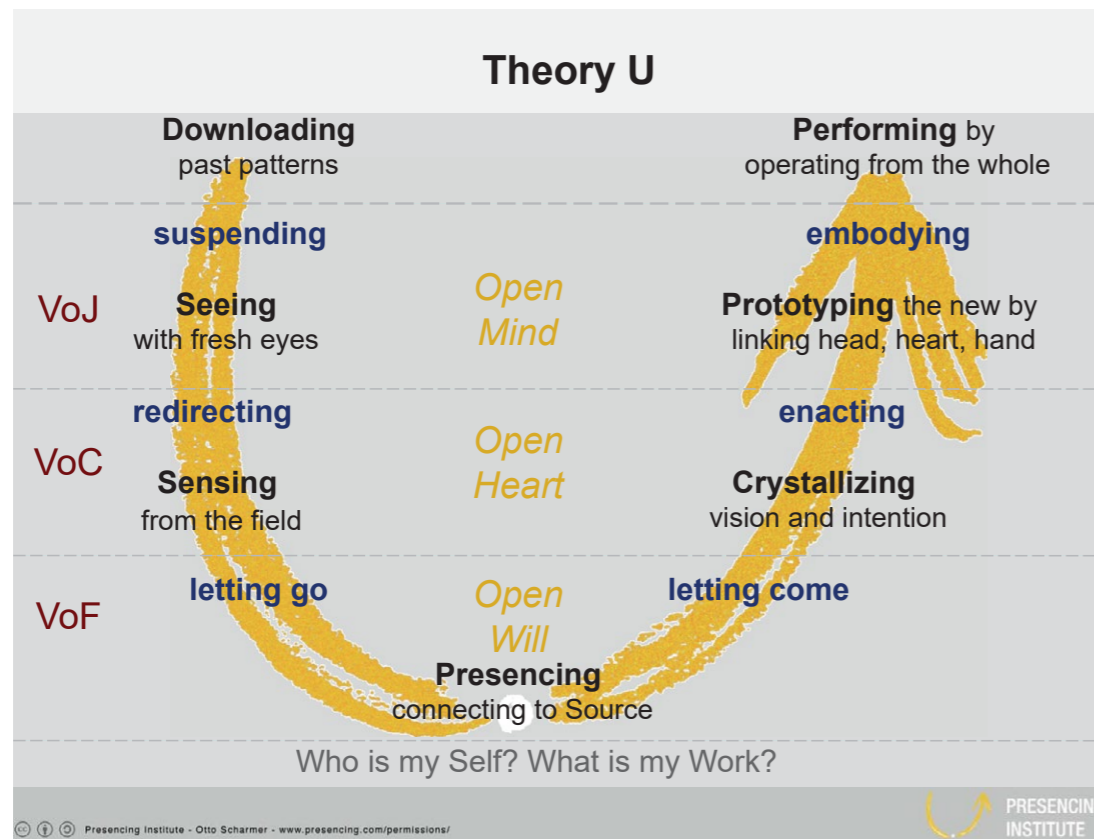 Theory U
Downloading
past patterns
Performing by
operating from the whole
suspending
embodying
VoJ
Seeing
with fresh eyes
Open
Mind
Prototyping the new by
linking head, heart, hand
redirecting
enacting
VoC
Sensing
from the field
Open
Heart
Crystallizing
vision and intention
letting go
letting come
VoF
Open
Will
Presencing
connecting to Source
Who is my Self? What is my Work?
cc Presencing Institute - Otto Scharmer - www.presencing.com/permissions/
PRESENCIN
INSTITUTE